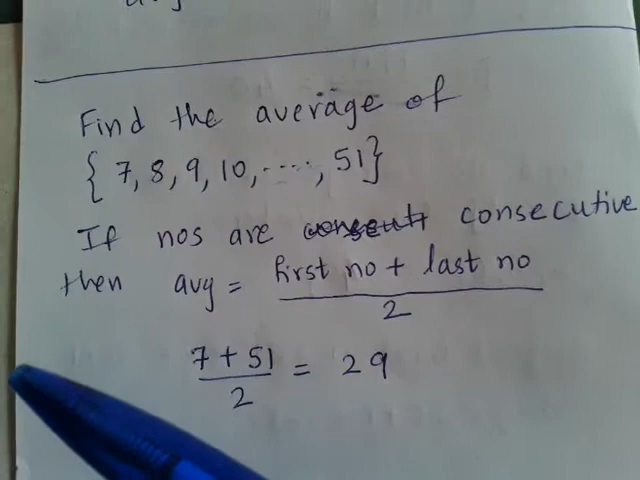 Find the average of
{ 7, 8, 9, 10, ....., 51}
If nos are consecutive
then avg = first no + last no
2
7 + 51 = 29
2